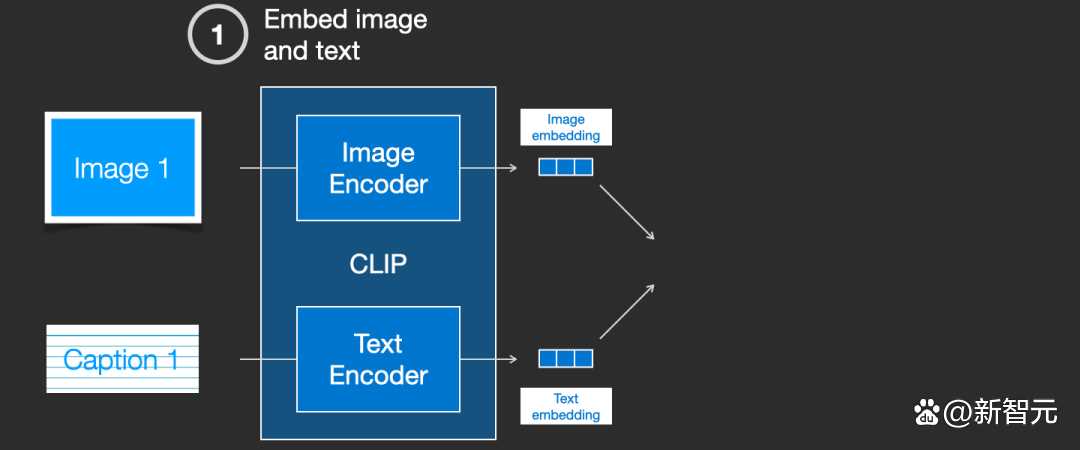 1
Embed image
and text
Image 1
Image
Encoder
Image
embedding
CLIP
Caption 1
Text
Encoder
Text
embedding
du @新智元